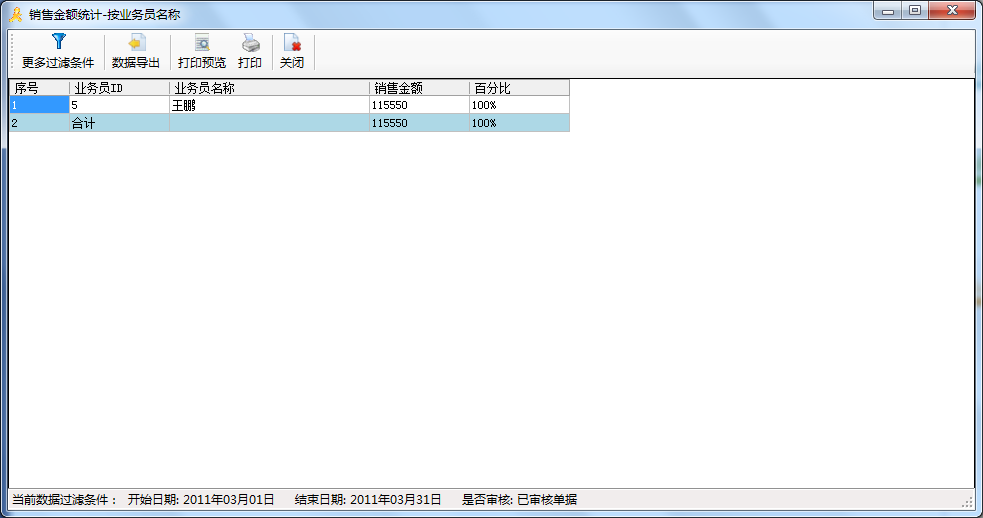 销售金额统计-按业务员名称
更多过滤条件 数据导出 打印预览 打印 关闭
序号 业务员ID 业务员名称 销售金额 百分比
1 5 王鹏 115550 100%
2 合计 115550 100%
当前数据过滤条件： 开始日期: 2011年03月01日 结束日期: 2011年03月31日 是否审核: 已审核单据